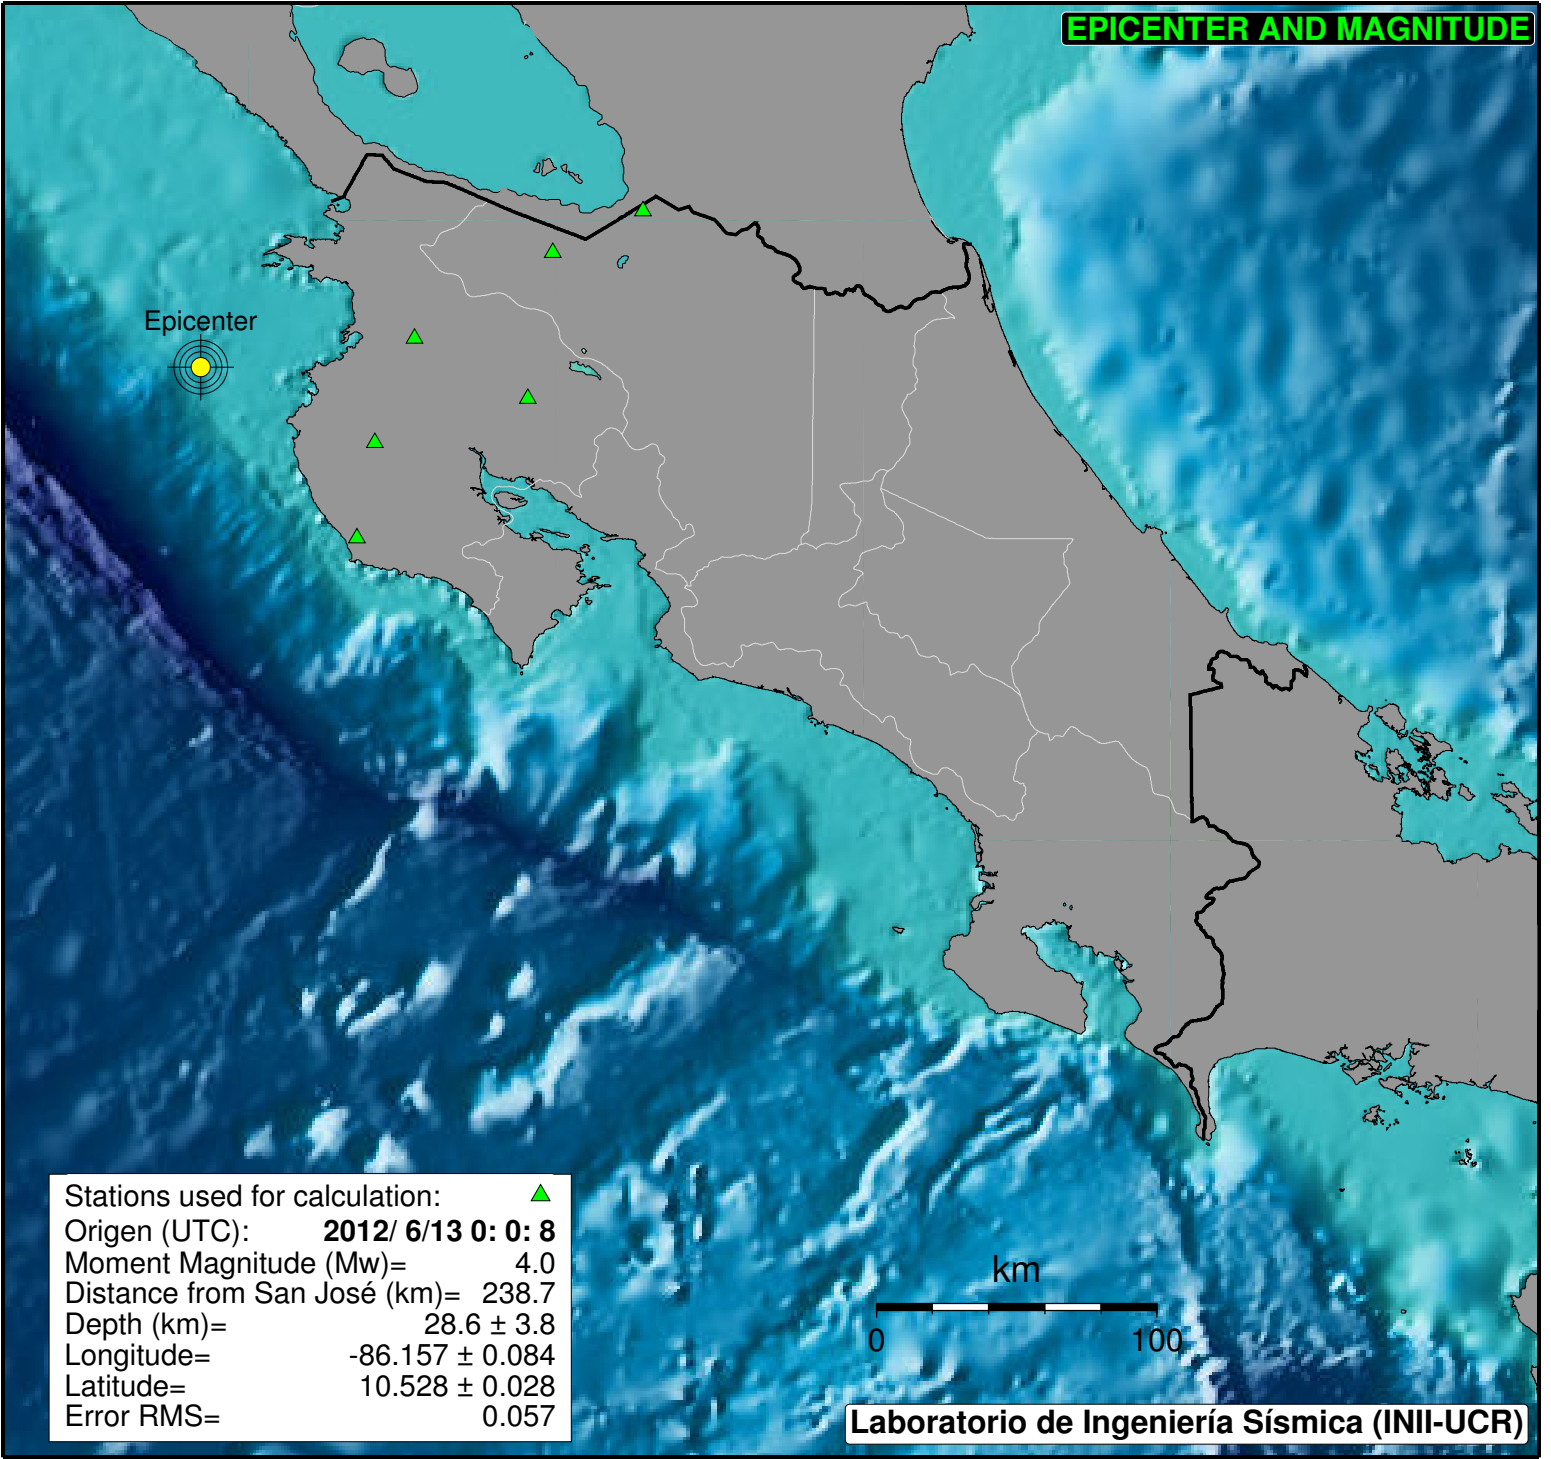 EPICENTER AND MAGNITUDE
Epicenter
Stations used for calculation:
Origen (UTC): 2012/ 6/13 0: 0: 8
Moment Magnitude (Mw)= 4.0
Distance from San José (km)= 238.7
Depth (km)= 28.6 ± 3.8
Longitude= -86.157 ± 0.084
Latitude= 10.528 ± 0.028
Error RMS= 0.057
km
0 100
Laboratorio de Ingeniería Sísmica (INII-UCR)